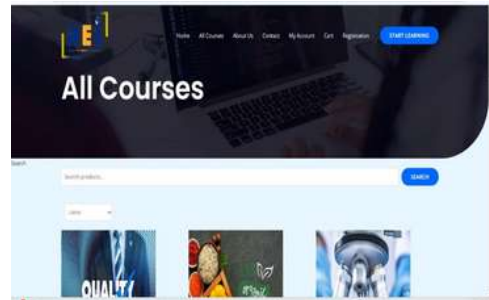 E
Home All Courses About Us Contact My Account Cart Registration START LEARNING
All Courses
Search
Search products...
SEARCH
Latest
QUALITY